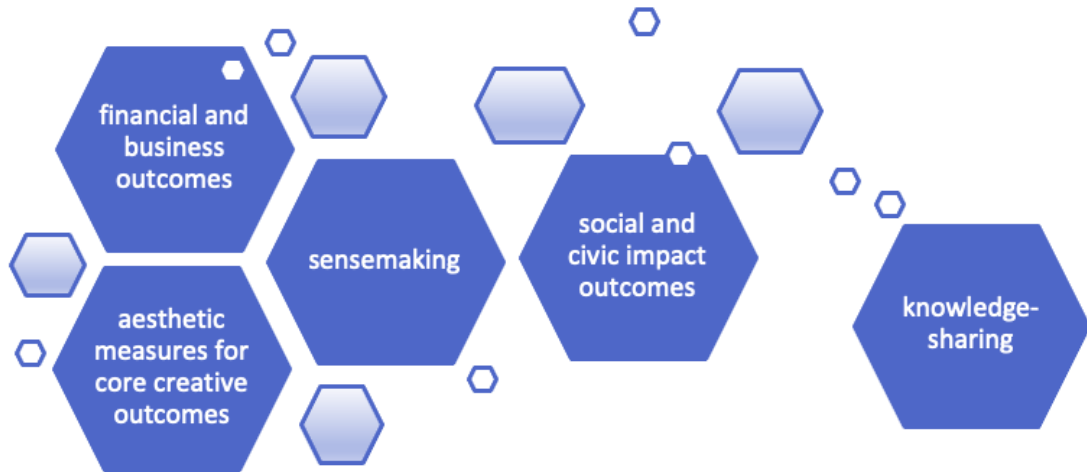 financial and
business
outcomes
aesthetic
measures for
core creative
outcomes
sensemaking
social and
civic impact
outcomes
knowledge-
sharing